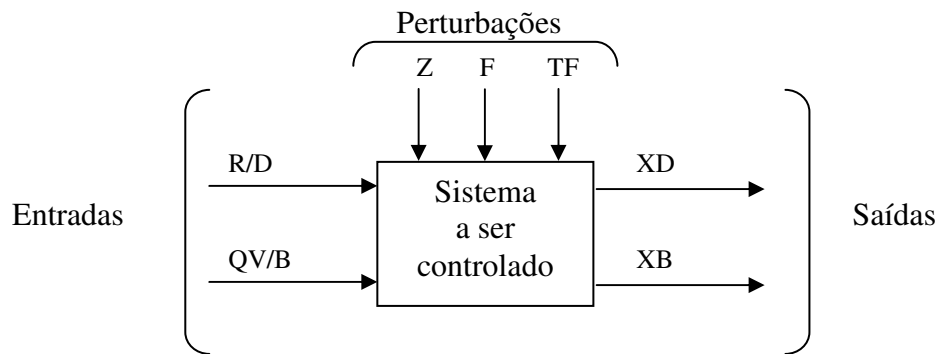 Perturbações
Z F TF
R/D
XD
Entradas
Sistema
a ser
controlado
Saídas
QV/B
XB